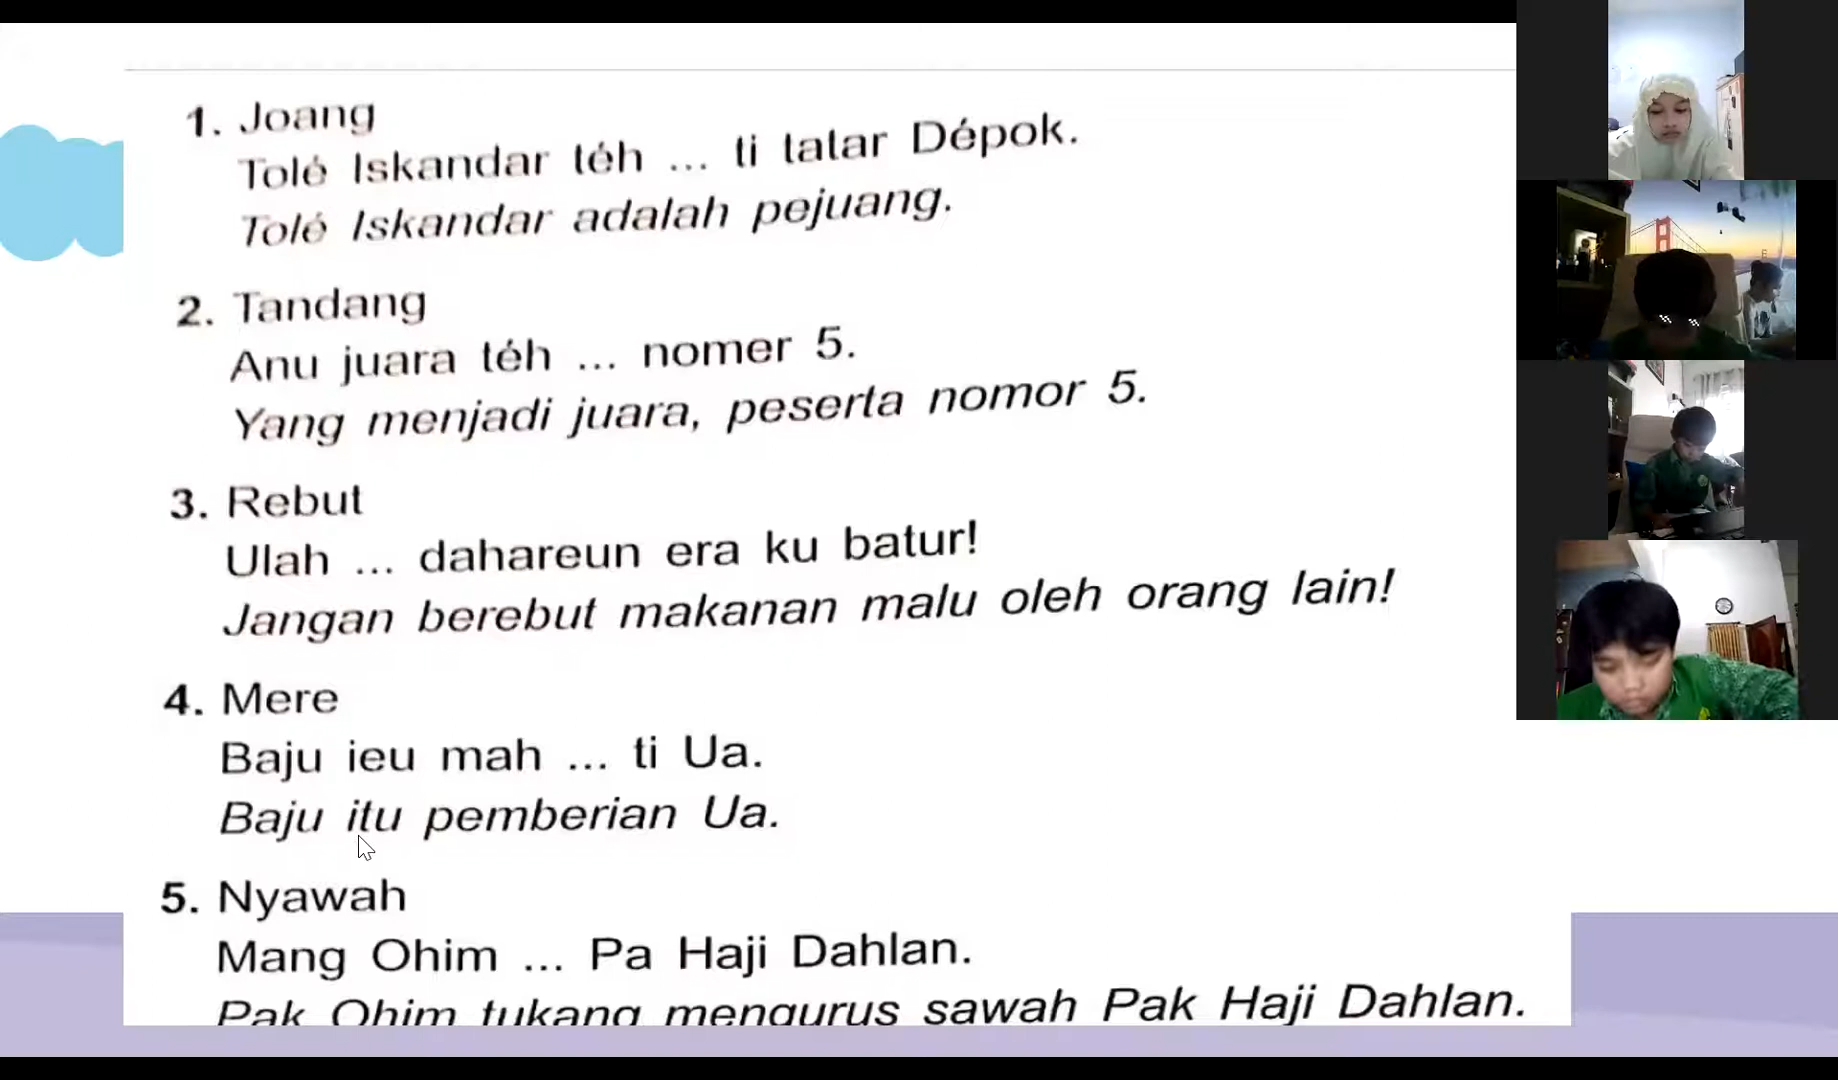 1. Joang
Tolé Iskandar téh ... ti tatar Dépok.
Tolé Iskandar adalah pejuang.
2. Tandang
Anu juara téh ... nomer 5.
Yang menjadi juara, peserta nomor 5.
3. Rebut
Ulah ... dahareun era ku batur!
Jangan berebut makanan malu oleh orang lain!
4. Mere
Baju ieu mah ... ti Ua.
Baju itu pemberian Ua.
5. Nyawah
Mang Ohim ... Pa Haji Dahlan.
Pak Ohim tukang mengurus sawah Pak Haji Dahlan.